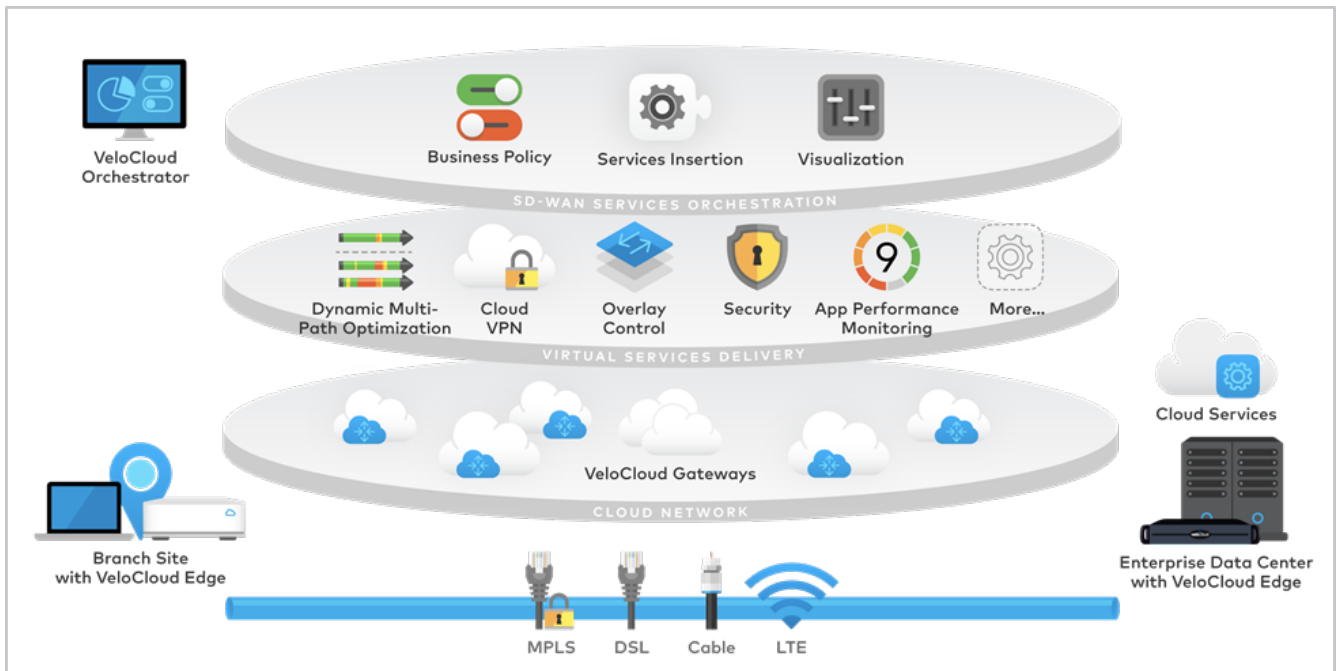 VeloCloud
Orchestrator
Business Policy
Services Insertion
Visualization
SD-WAN SERVICES ORCHESTRATION
Dynamic Multi-
Path Optimization
Cloud
VPN
Overlay
Control
Security
9
App Performance
Monitoring
More...
VIRTUAL SERVICES DELIVERY
VeloCloud Gateways
CLOUD NETWORK
Cloud Services
Branch Site
with VeloCloud Edge
Enterprise Data Center
with VeloCloud Edge
MPLS
DSL
Cable
LTE